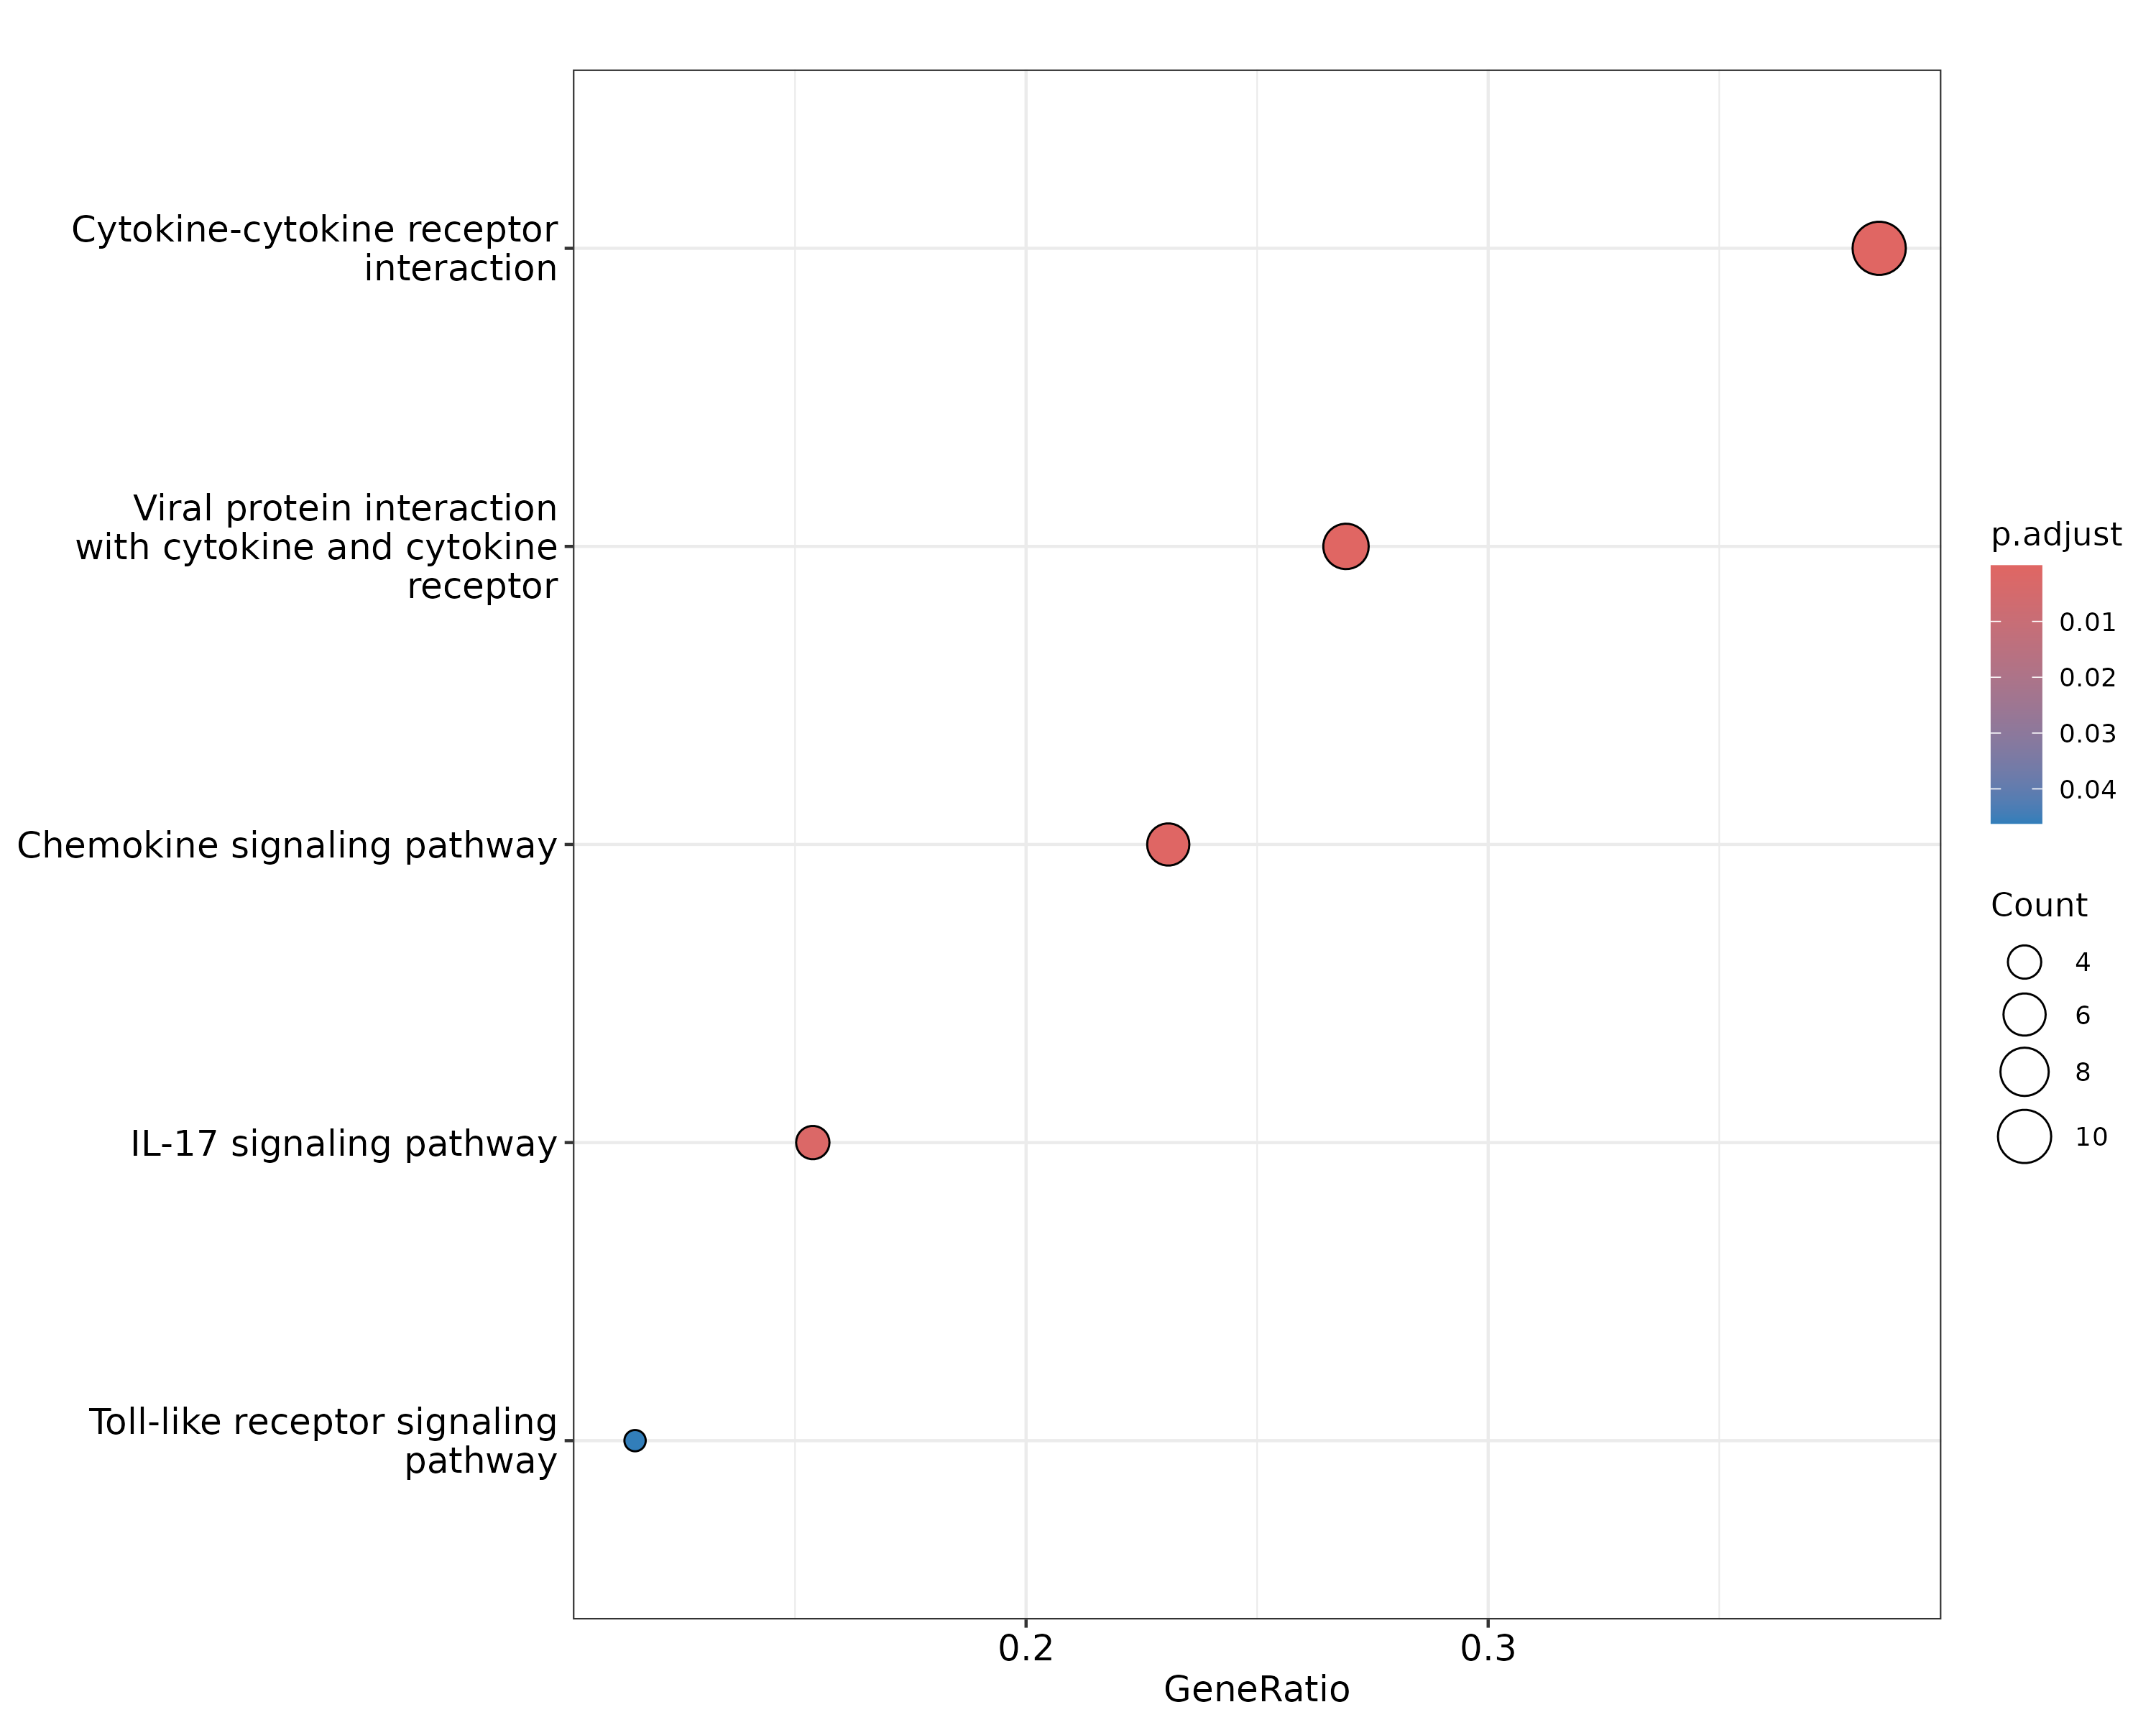 Cytokine-cytokine receptor
interaction
Viral protein interaction
with cytokine and cytokine
receptor
Chemokine signaling pathway
IL-17 signaling pathway
Toll-like receptor signaling
pathway
0.2
0.3
GeneRatio
p.adjust
0.01
0.02
0.03
0.04
Count
4
6
8
10